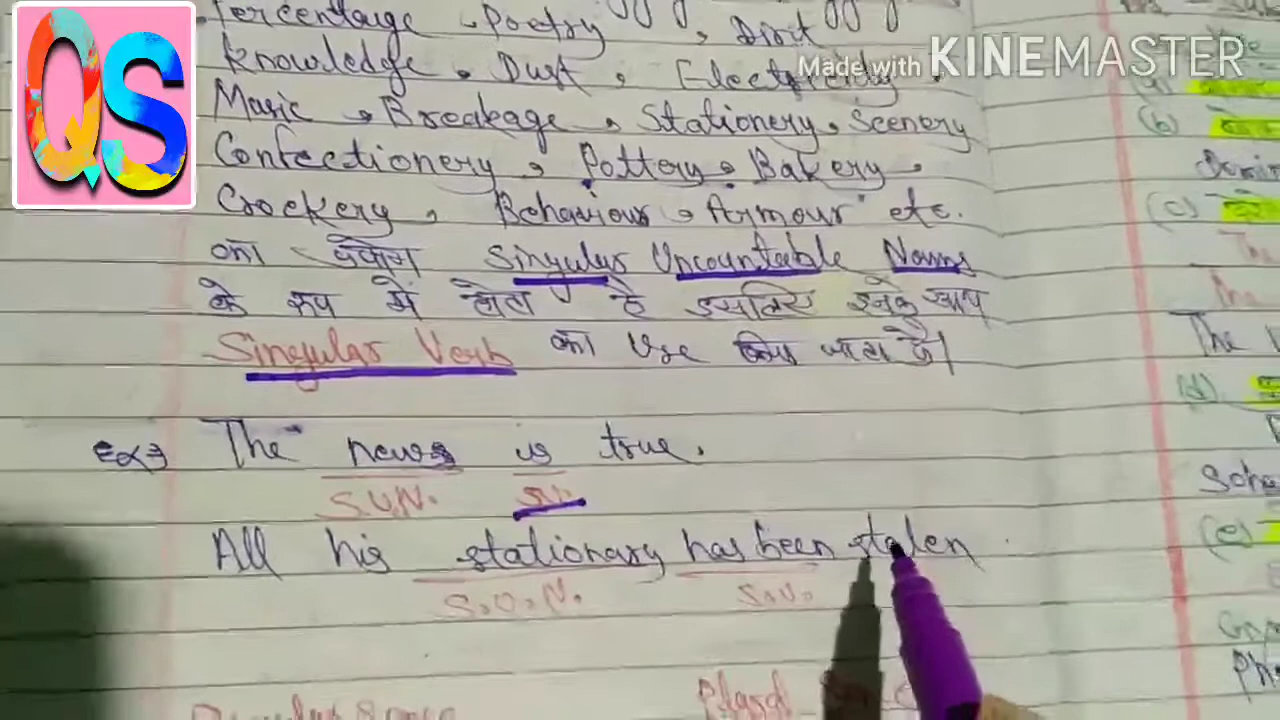 QS
Made with KINEMASTER
Percentage, Poetry, Dirt
Knowledge, Dust, Electricity,
Music, Breakage, Stationery, Scenery
Confectionery, Pottery, Bakery,
Crockery, Behaviour, Armour etc.
का प्रयोग Singular Uncountable Nouns
के रूप में होता है इसलिए इनके साथ
Singular Verb का Use किया जाता है।
Ex→ The news is true.
S.U.N. S.V.
All his stationary has been stolen
S.U.N. S.V.
(a)
(b)
(c)
The
(d)
(e)